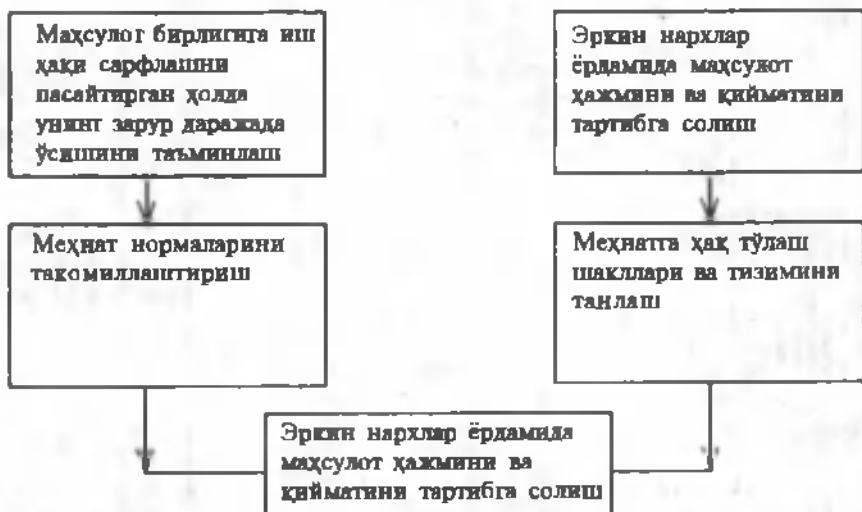 Маҳсулот бирлигига иш
ҳақи сарфлашни
пасайтирган ҳолда
унинг зарур даражада
ўсишини таъминлаш
Эркин нархлар
ёрдамида маҳсулот
ҳажмини ва қийматини
тартибга солиш
Меҳнат нормаларини
такомиллаштириш
Меҳнатга ҳақ тўлаш
шакллари ва тизимини
танлаш
Эркин нархлар ёрдамида
маҳсулот ҳажмини ва
қийматини тартибга солиш